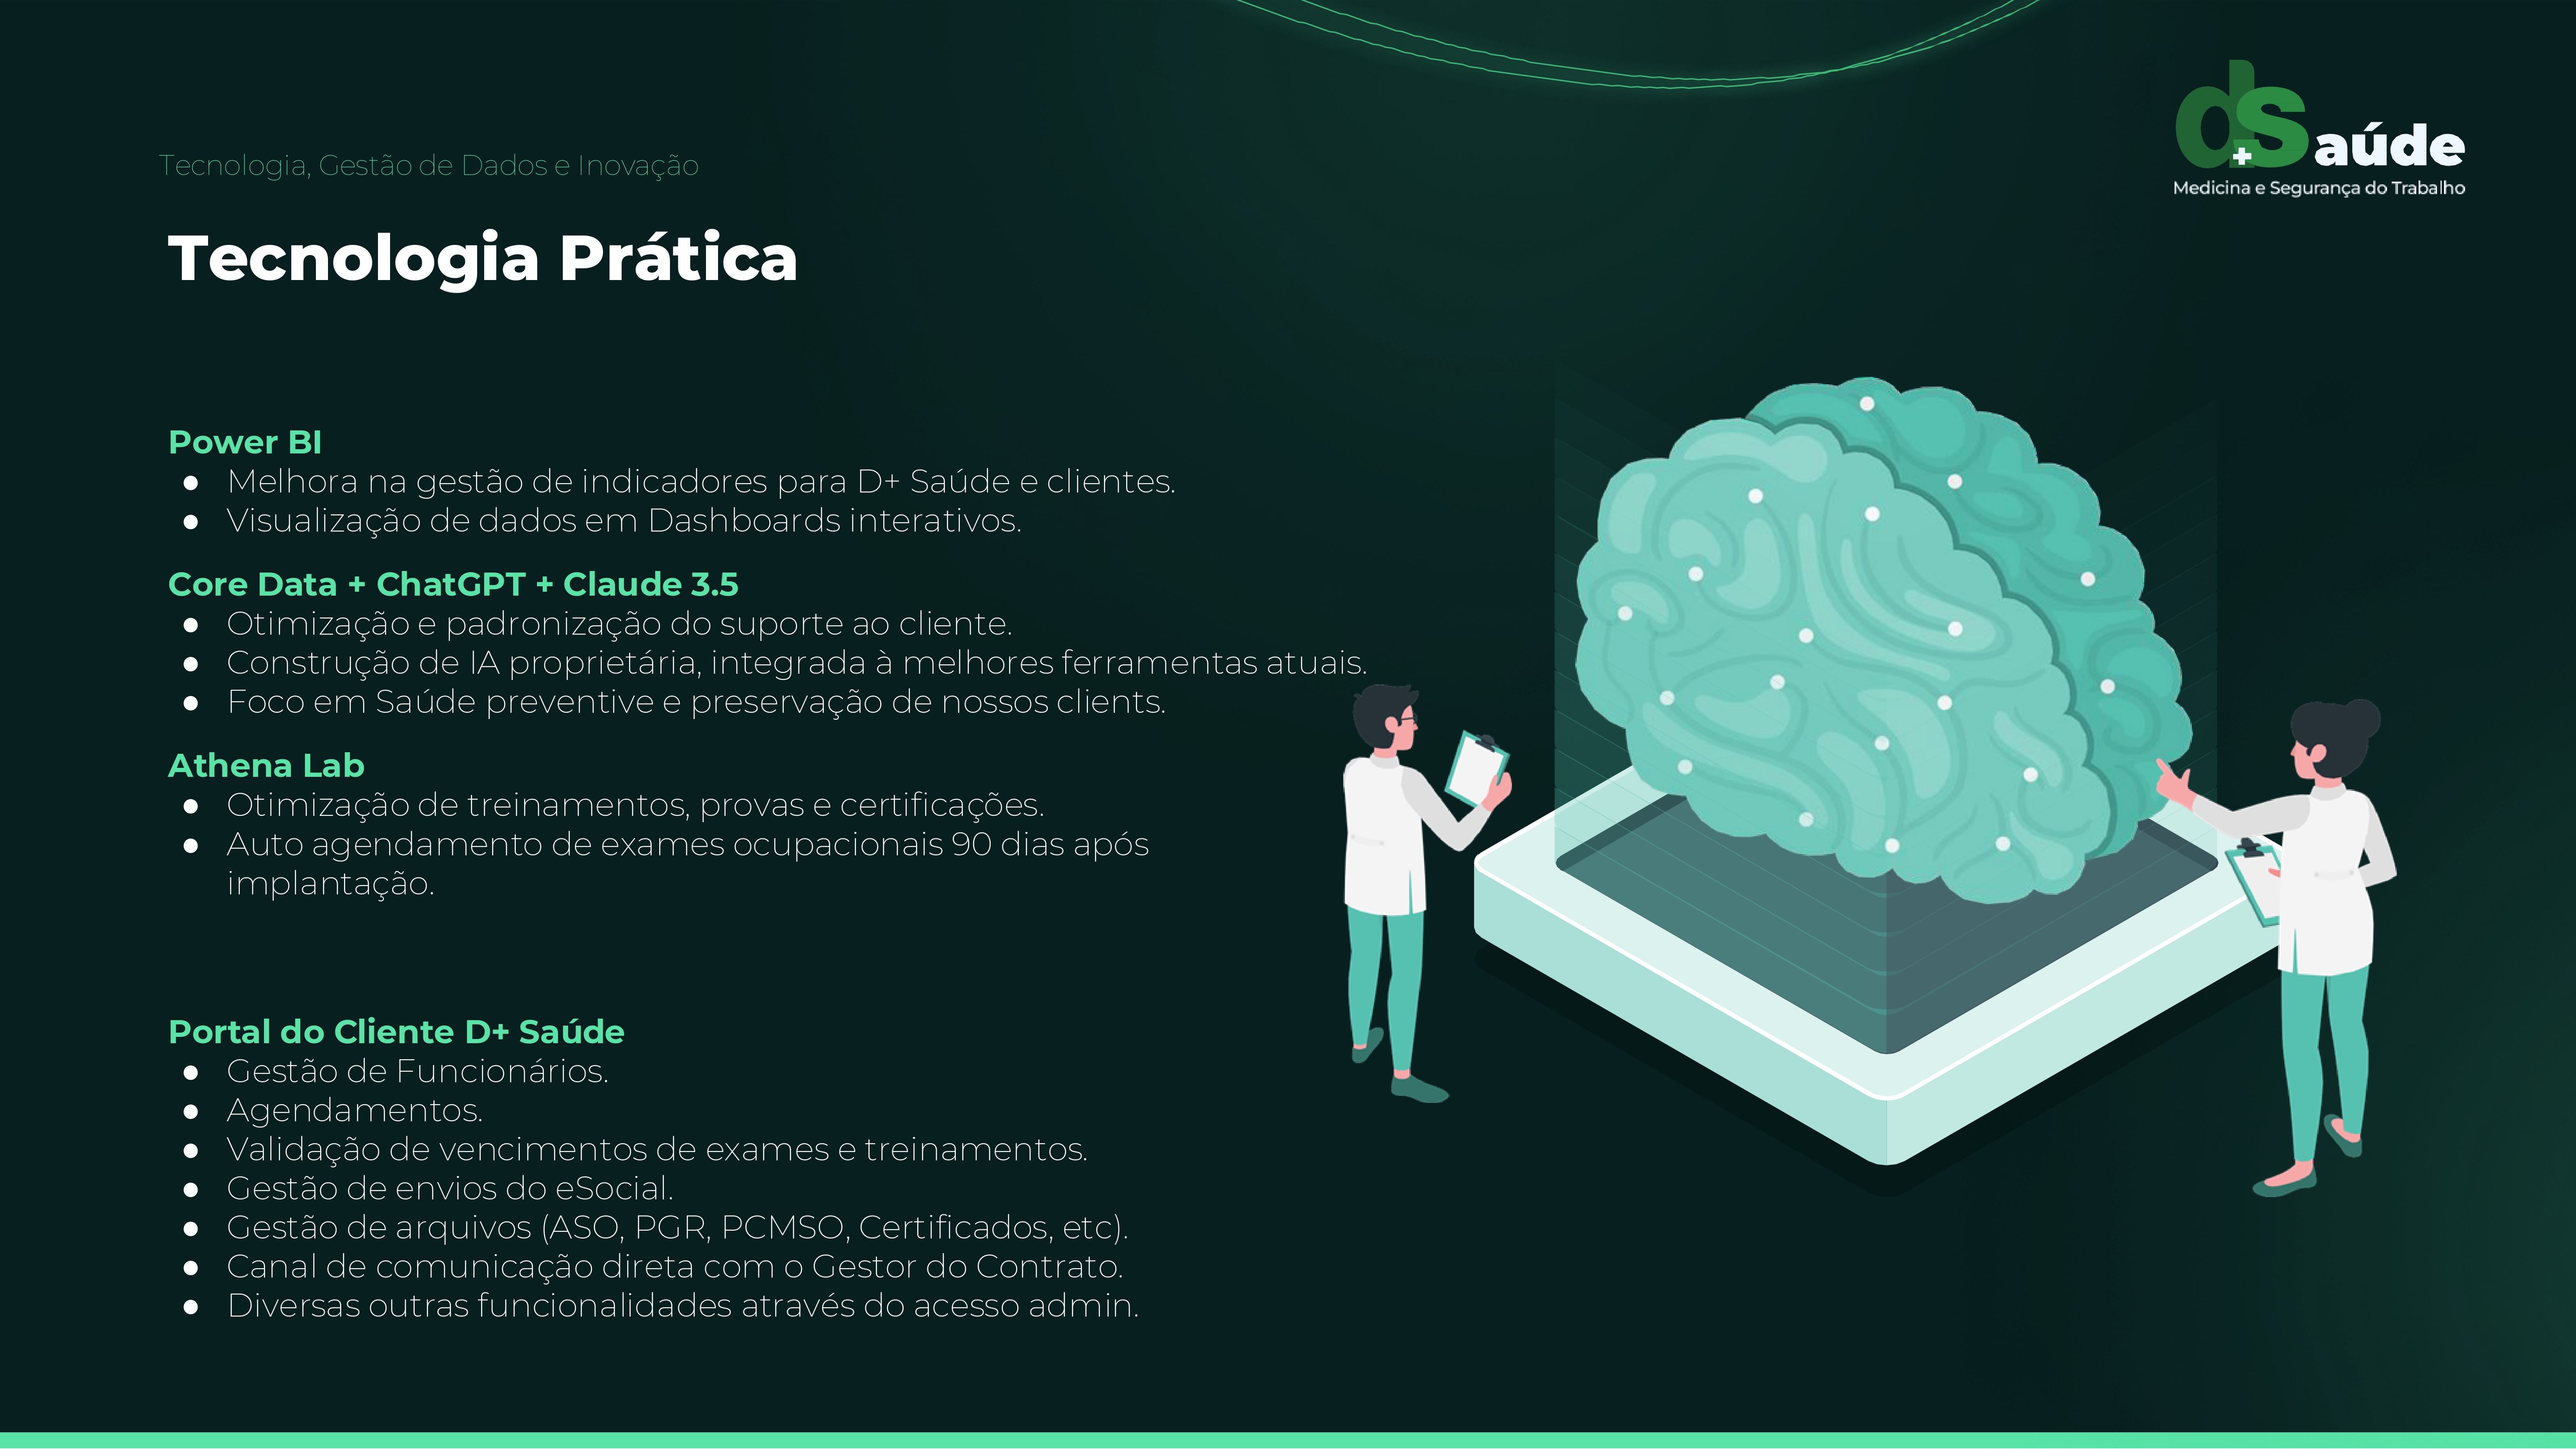 Tecnologia, Gestão de Dados e Inovação
d+Saúde
Medicina e Segurança do Trabalho
Tecnologia Prática
Power BI
● Melhora na gestão de indicadores para D+ Saúde e clientes.
● Visualização de dados em Dashboards interativos.
Core Data + ChatGPT + Claude 3.5
● Otimização e padronização do suporte ao cliente.
● Construção de IA proprietária, integrada à melhores ferramentas atuais.
● Foco em Saúde preventive e preservação de nossos clients.
Athena Lab
● Otimização de treinamentos, provas e certificações.
● Auto agendamento de exames ocupacionais 90 dias após
implantação.
Portal do Cliente D+ Saúde
● Gestão de Funcionários.
● Agendamentos.
● Validação de vencimentos de exames e treinamentos.
● Gestão de envios do eSocial.
● Gestão de arquivos (ASO, PGR, PCMSO, Certificados, etc).
● Canal de comunicação direta com o Gestor do Contrato.
● Diversas outras funcionalidades através do acesso admin.